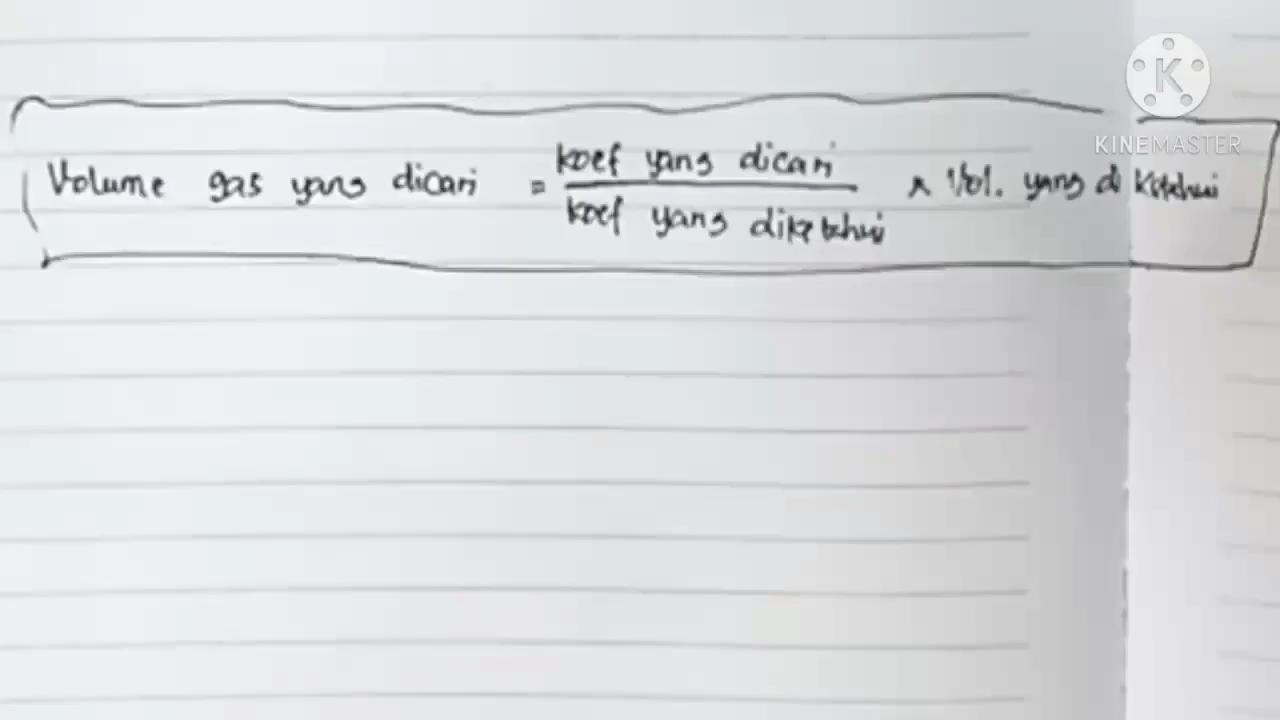 K
KINEMASTER
Volume gas yang dicari = koef yang dicari / koef yang diketahui x Vol. yang diketahui